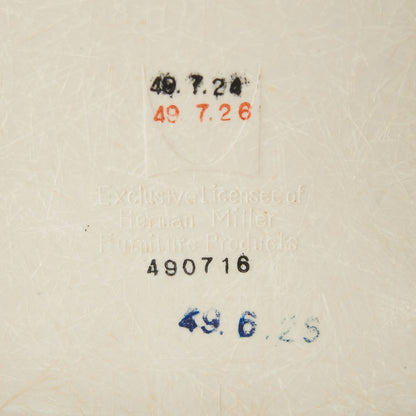 49.7.24
49 7.26
Exclusive Licensee of
Herman Miller
Furniture Products
490716
49.6.25